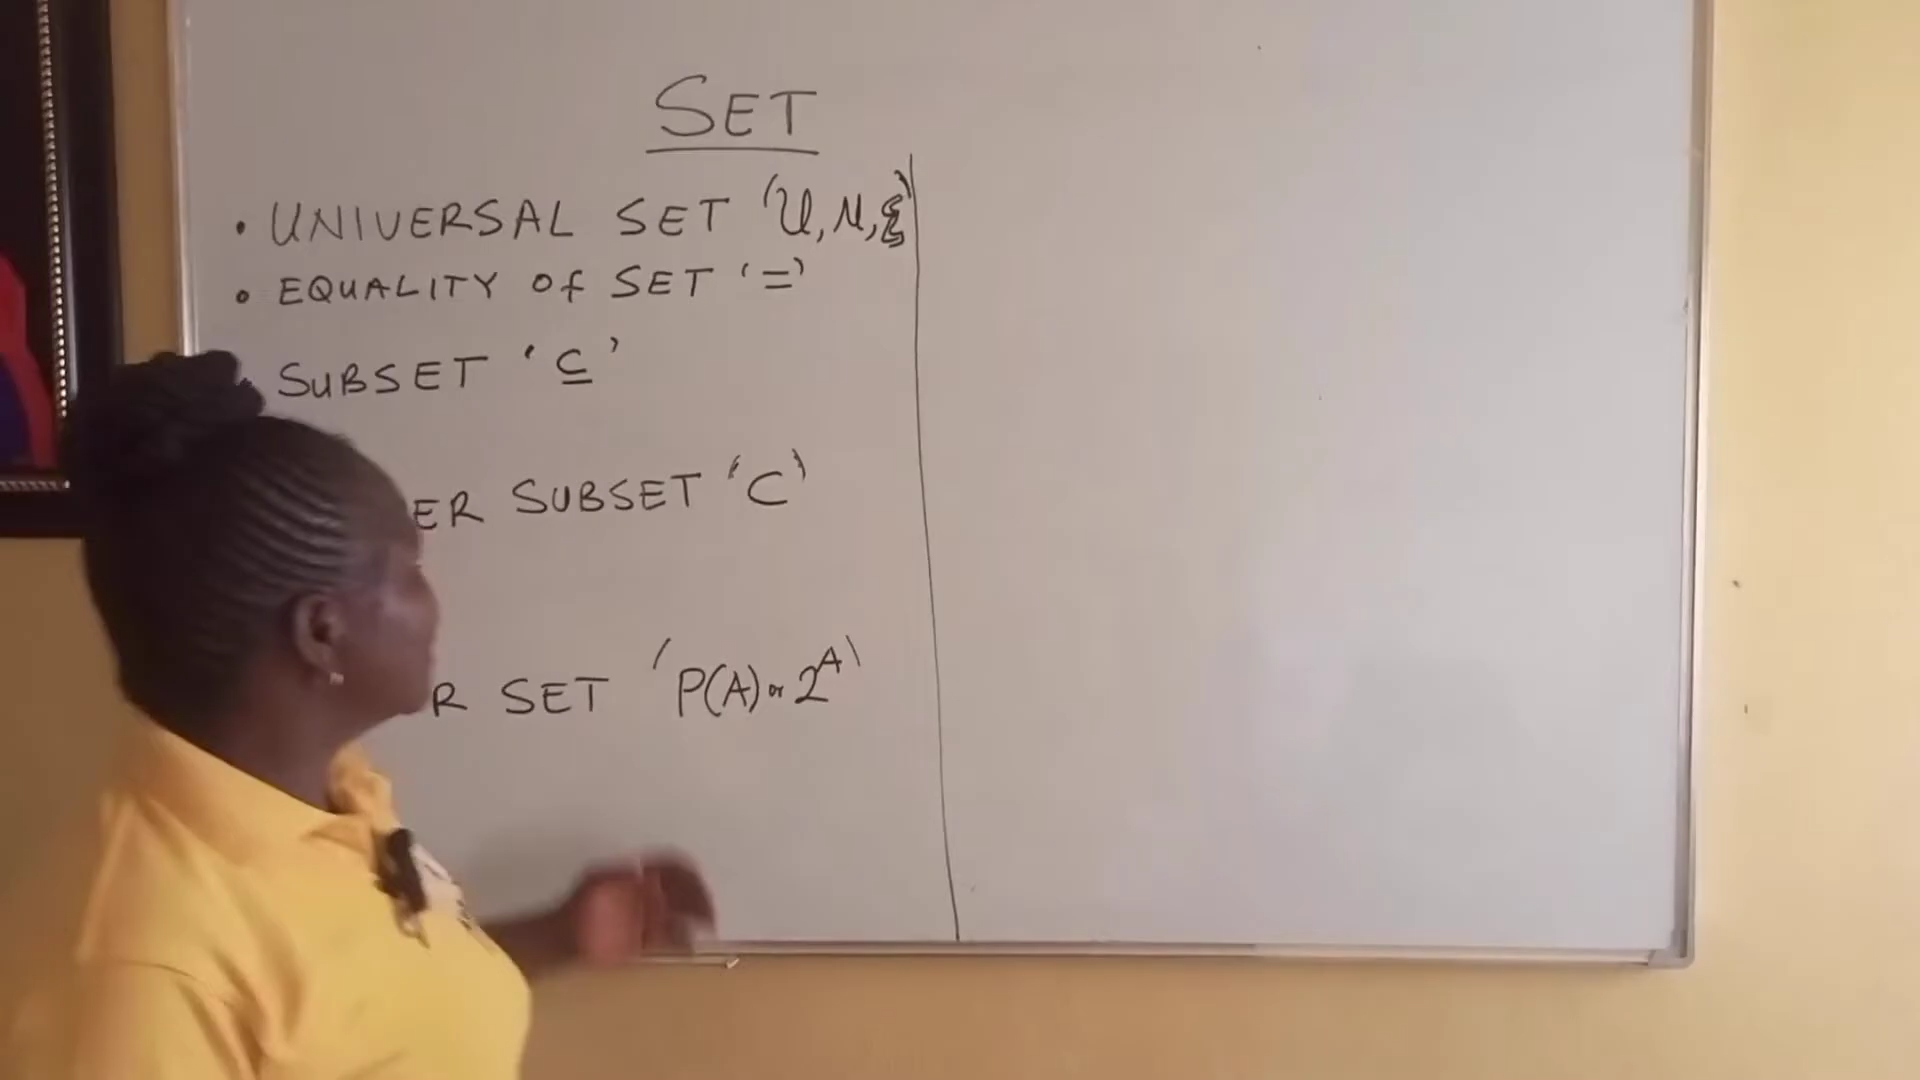 SET
• UNIVERSAL SET 'U, μ, ξ'
• EQUALITY Of SET '='
SUBSET '⊆'
ER SUBSET '⊂'
R SET 'P(A) or 2^A'